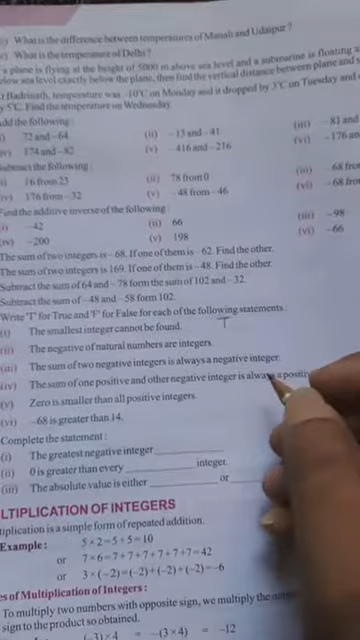 What is the difference between temperatures of Manali and Udaipur ?
What is the temperature of Delhi ?
a plane is flying at the height of 5000 m above sea level and a submarine is floating
sea level exactly below the plane, then find the vertical distance between plane and
Badrinath, temperature was -10°C on Monday and it dropped by 3°C on Tuesday and
5°C. Find the temperature on Wednesday.
dd the following :
72 and -64 (ii) -13 and -41 (iii) -81 and
174 and -82 (v) -416 and -216 (vi) -176
ubtract the following :
16 from 23 (ii) 78 from 0 (iii) -68 fro
176 from -32 (v) -48 from -46 (vi) -68 fro
Find the additive inverse of the following :
(i) -42 (ii) 66 (iii) -98
(iv) -200 (v) 198 (vi) -66
The sum of two integers is -68. If one of them is -62. Find the other.
The sum of two integers is 169. If one of them is -48. Find the other.
Subtract the sum of 64 and -78 form the sum of 102 and -32.
Subtract the sum of -48 and -58 form 102.
Write 'T' for True and 'F' for False for each of the following statements :
(i) The smallest integer cannot be found. T
(ii) The negative of natural numbers are integers.
(iii) The sum of two negative integers is always a negative integer.
(iv) The sum of one positive and other negative integer is always a positiv
(v) Zero is smaller than all positive integers.
(vi) -68 is greater than 14.
Complete the statement :
(i) The greatest negative integer ________
(ii) 0 is greater than every ________ integer.
(iii) The absolute value is either ________ or ________
LTIPLICATION OF INTEGERS
tiplication is a simple form of repeated addition.
Example : 5 × 2 = 5 + 5 = 10
or 7 × 6 = 7 + 7 + 7 + 7 + 7 + 7 = 42
or 3 × (-2) = (-2) + (-2) + (-2) = -6
es of Multiplication of Integers :
To multiply two numbers with opposite sign, we multiply the
sign to the product so obtained.
(-3) × 4 = -(3 × 4) = -12